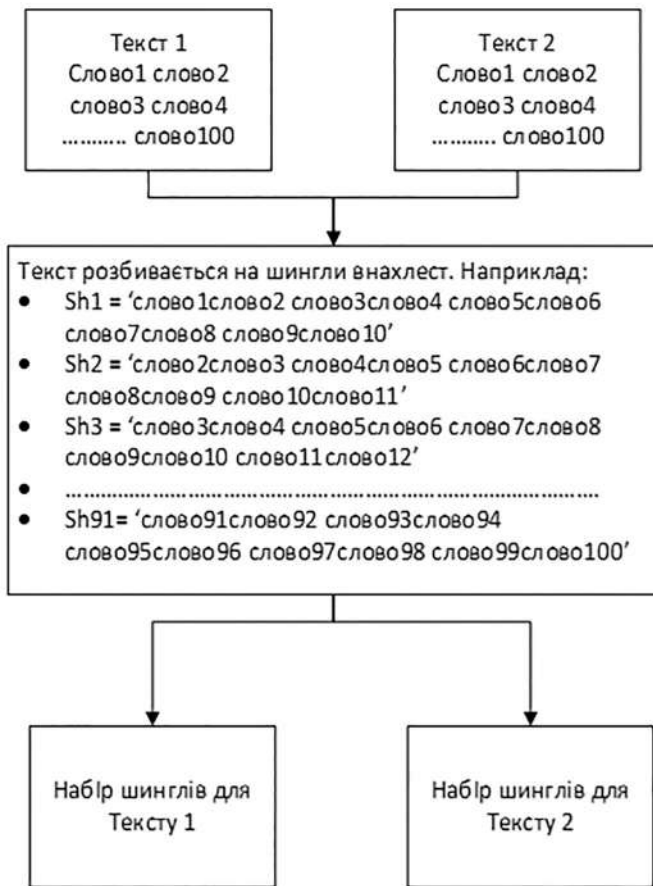 Текст 1
Слово1 слово2
слово3 слово4
........... слово100
Текст 2
Слово1 слово2
слово3 слово4
........... слово100
Текст розбивається на шингли внахлест. Наприклад:
• Sh1 = ‘слово1слово2 слово3слово4 слово5слово6
слово7слово8 слово9слово10’
• Sh2 = ‘слово2слово3 слово4слово5 слово6слово7
слово8слово9 слово10слово11’
• Sh3 = ‘слово3слово4 слово5слово6 слово7слово8
слово9слово10 слово11слово12’
• ................................................................................
• Sh91= ‘слово91слово92 слово93слово94
слово95слово96 слово97слово98 слово99слово100’
Набір шинглів для
Тексту 1
Набір шинглів для
Тексту 2